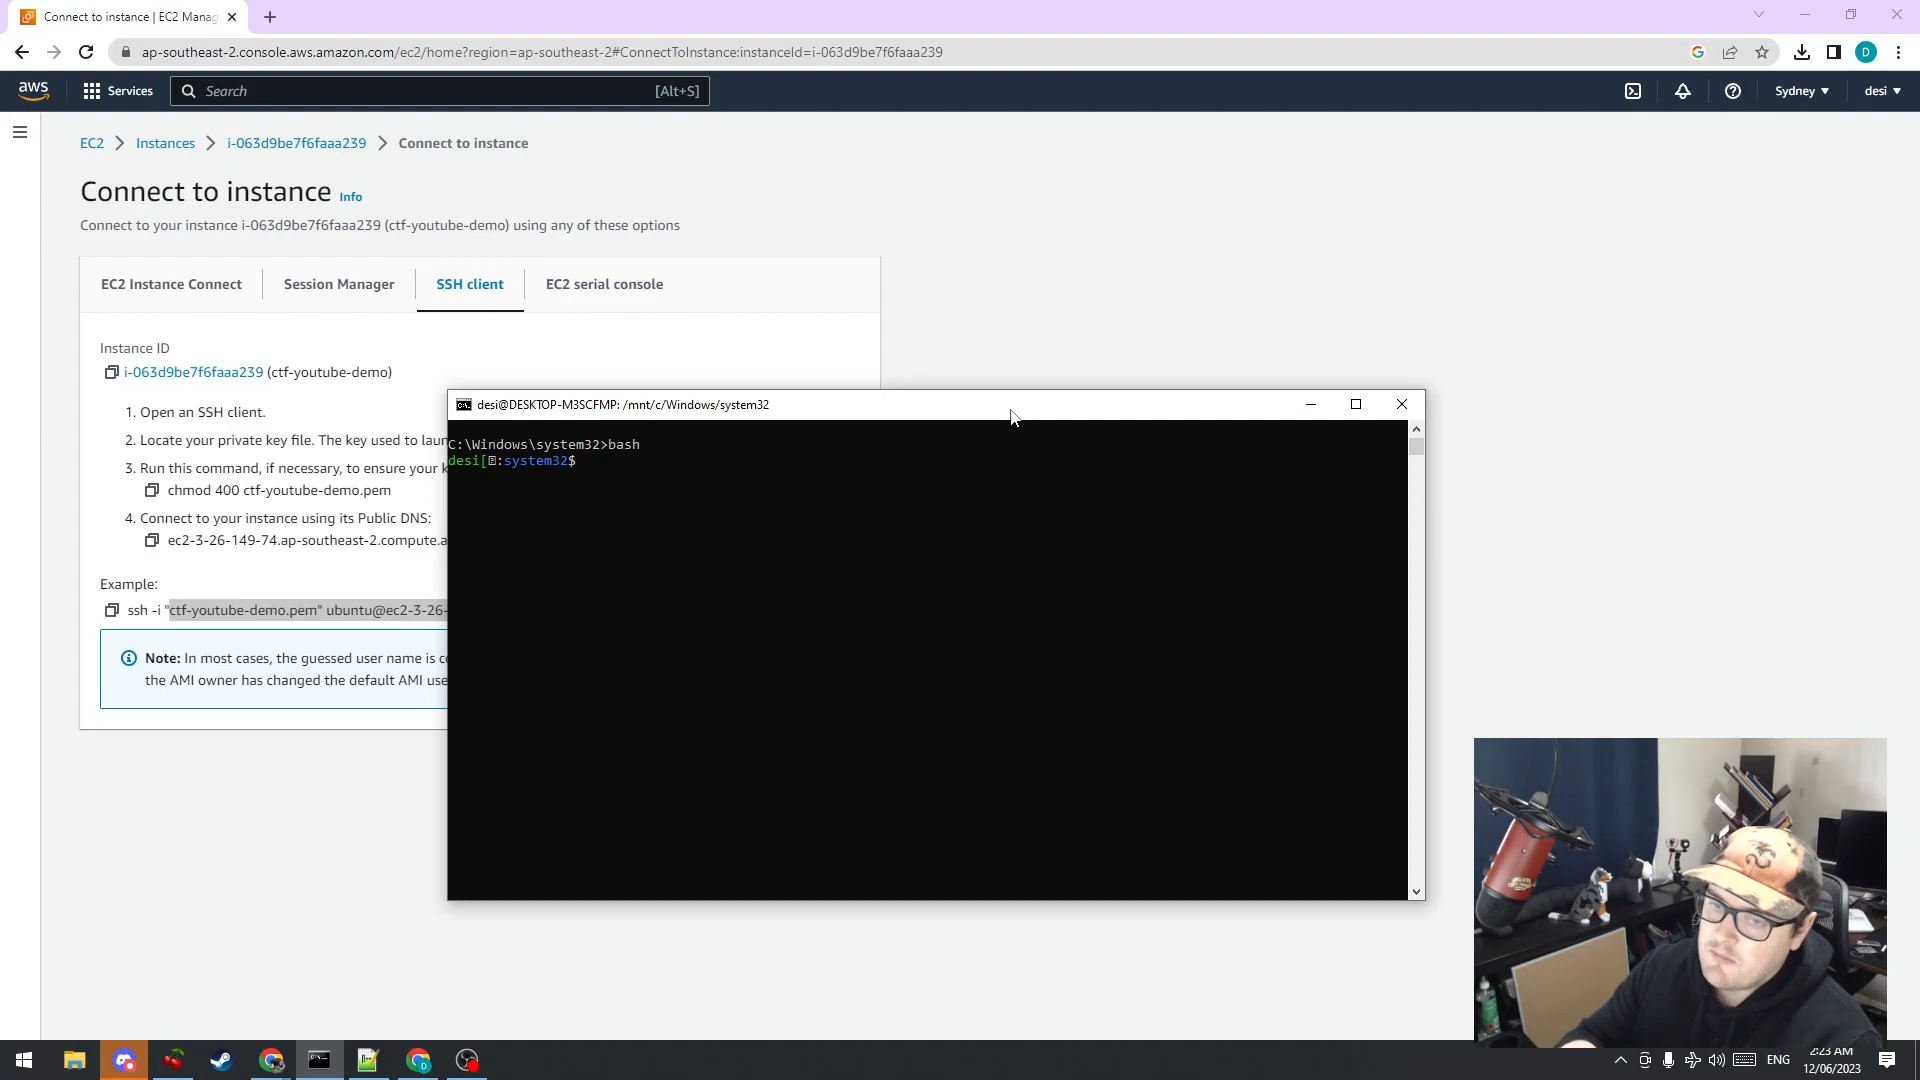 Connect to instance | EC2 Manag
ap-southeast-2.console.aws.amazon.com/ec2/home?region=ap-southeast-2#ConnectToInstance:instanceId=i-063d9be7f6faaa239
D
aws
Services
Search
[Alt+S]
Sydney
desi
EC2 > Instances > i-063d9be7f6faaa239 > Connect to instance
Connect to instance Info
Connect to your instance i-063d9be7f6faaa239 (ctf-youtube-demo) using any of these options
EC2 Instance Connect
Session Manager
SSH client
EC2 serial console
Instance ID
i-063d9be7f6faaa239 (ctf-youtube-demo)
1. Open an SSH client.
2. Locate your private key file. The key used to laun
3. Run this command, if necessary, to ensure your k
chmod 400 ctf-youtube-demo.pem
4. Connect to your instance using its Public DNS:
ec2-3-26-149-74.ap-southeast-2.compute.a
Example:
ssh -i "ctf-youtube-demo.pem" ubuntu@ec2-3-26-
Note: In most cases, the guessed user name is co
the AMI owner has changed the default AMI use
desi@DESKTOP-M3SCFMP: /mnt/c/Windows/system32
C:\Windows\system32>bash
desi[⍰:system32$
ENG
2:23 AM
12/06/2023